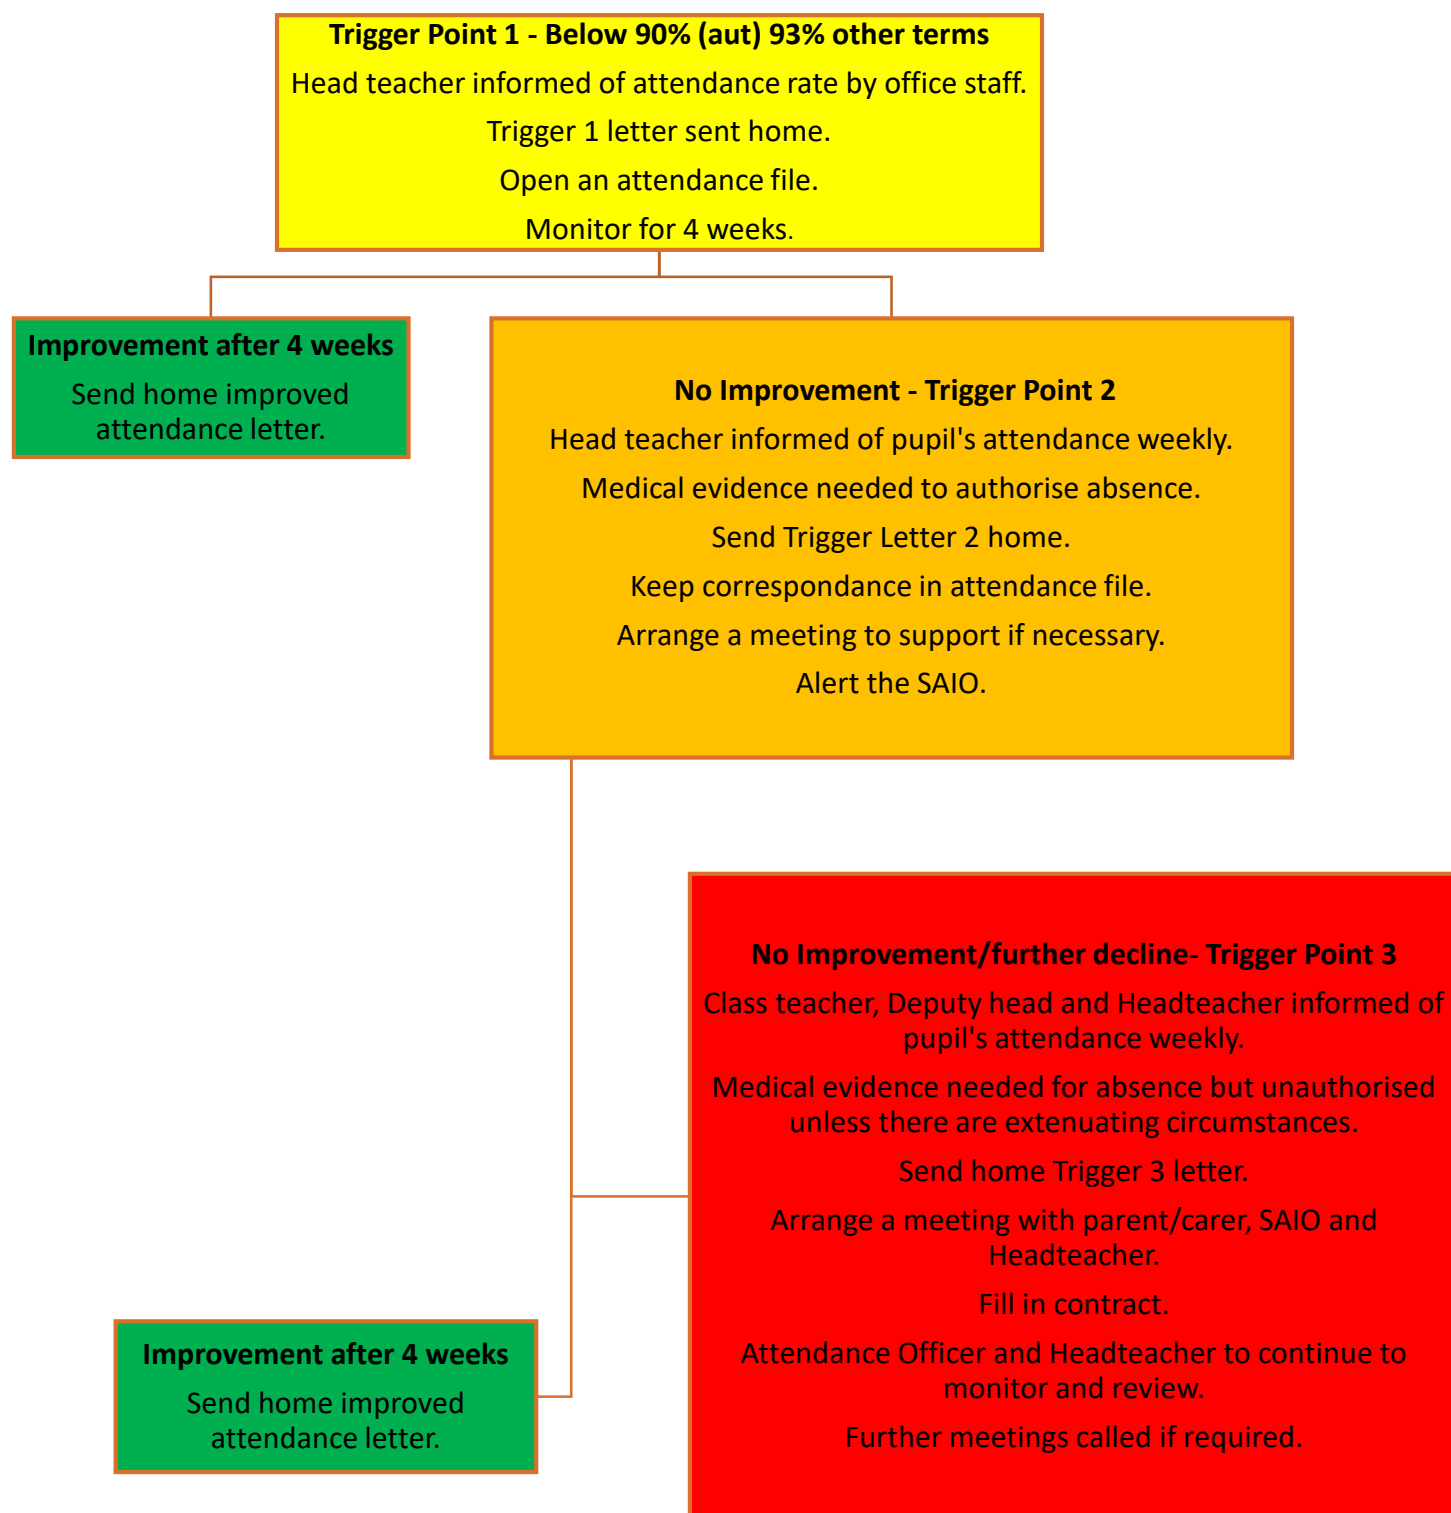 Trigger Point 1 - Below 90% (aut) 93% other terms
Head teacher informed of attendance rate by office staff.
Trigger 1 letter sent home.
Open an attendance file.
Monitor for 4 weeks.
Improvement after 4 weeks
Send home improved
attendance letter.
No Improvement - Trigger Point 2
Head teacher informed of pupil's attendance weekly.
Medical evidence needed to authorise absence.
Send Trigger Letter 2 home.
Keep correspondance in attendance file.
Arrange a meeting to support if necessary.
Alert the SAIO.
No Improvement/further decline- Trigger Point 3
Class teacher, Deputy head and Headteacher informed of
pupil's attendance weekly.
Medical evidence needed for absence but unauthorised
unless there are extenuating circumstances.
Send home Trigger 3 letter.
Arrange a meeting with parent/carer, SAIO and
Headteacher.
Fill in contract.
Attendance Officer and Headteacher to continue to
monitor and review.
Further meetings called if required.
Improvement after 4 weeks
Send home improved
attendance letter.